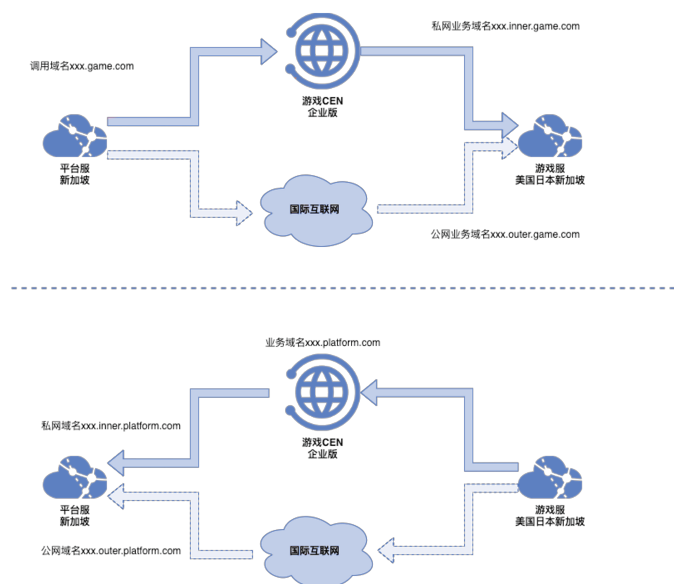 私网业务域名xxx.inner.game.com
调用域名xxx.game.com
游戏CEN
企业版
平台服
新加坡
游戏服
美国日本新加坡
国际互联网
公网业务域名xxx.outer.game.com
业务域名xxx.platform.com
私网域名xxx.inner.platform.com
游戏CEN
企业版
平台服
新加坡
游戏服
美国日本新加坡
公网域名xxx.outer.platform.com
国际互联网